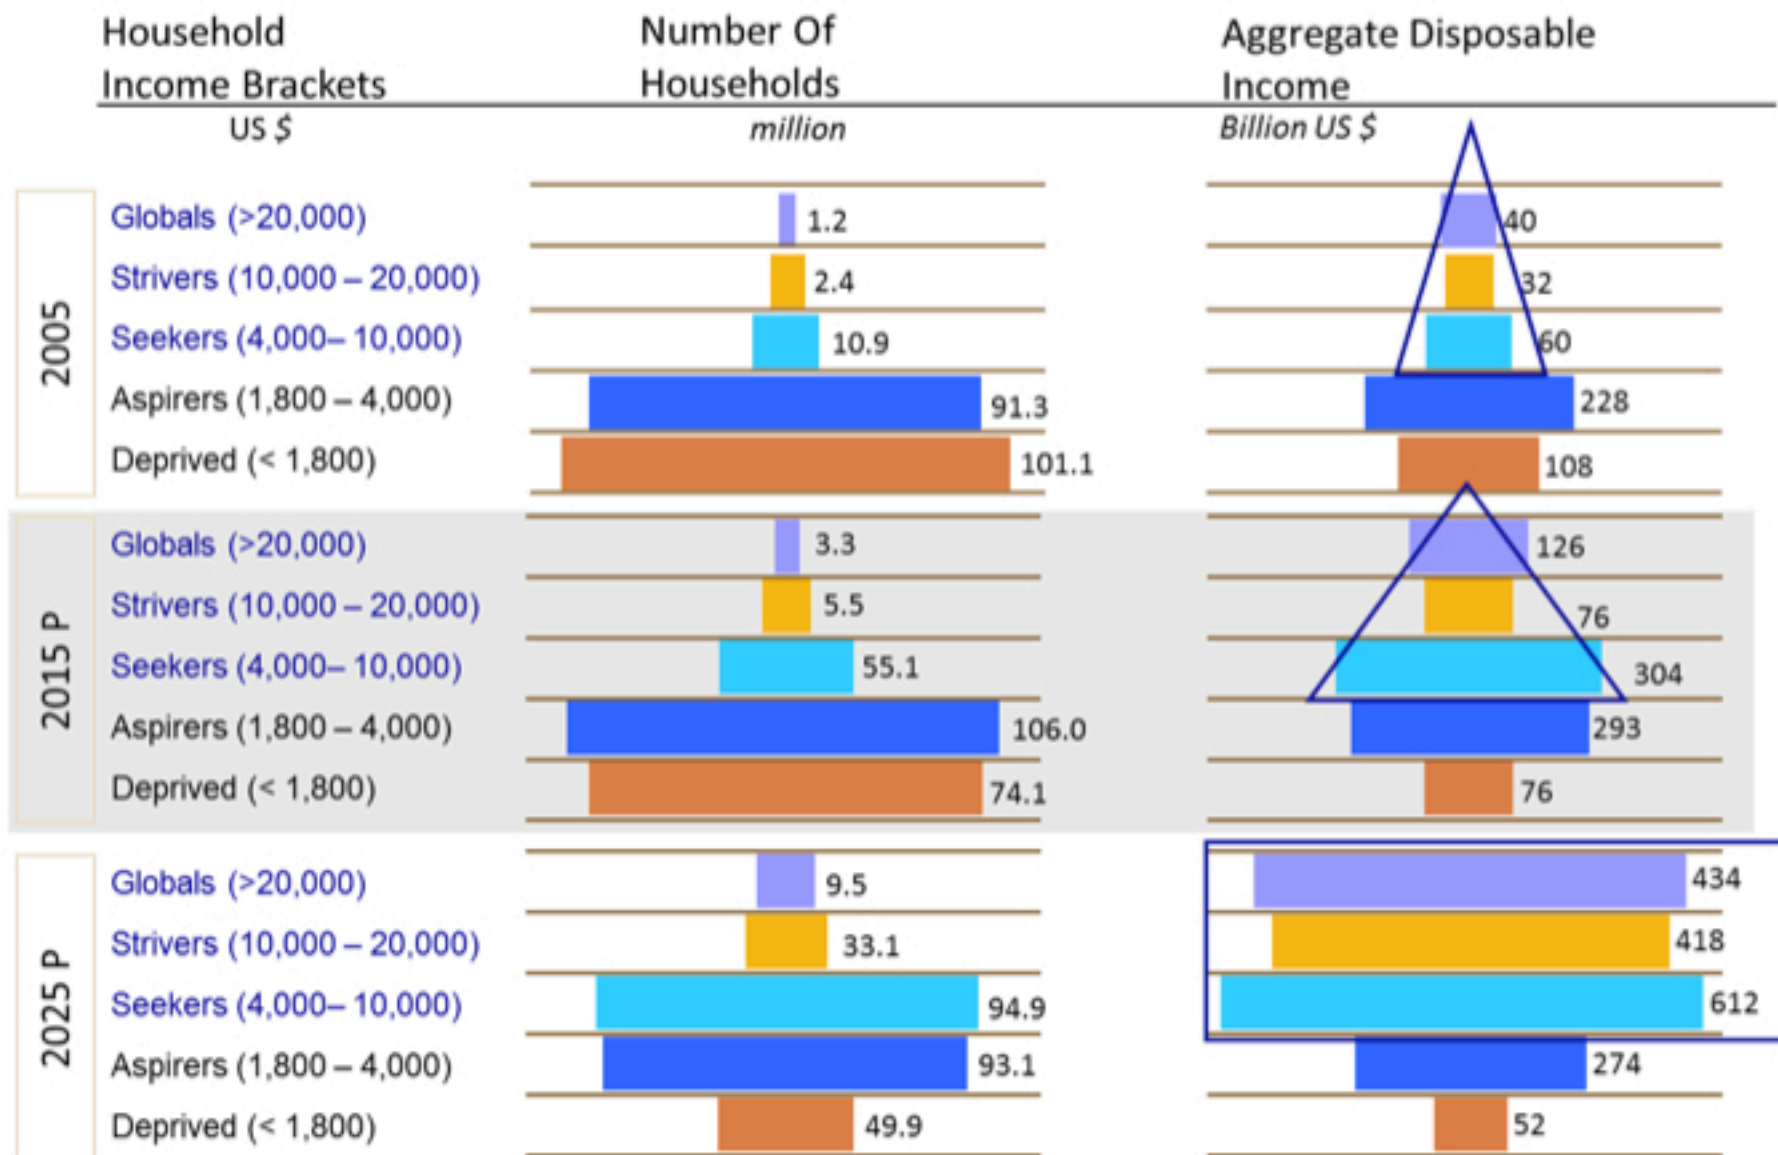 Household
Income Brackets
Number Of
Households
Aggregate Disposable
Income
US $
million
Billion US $
2005
Globals (>20,000) 1.2 40
Strivers (10,000 – 20,000) 2.4 32
Seekers (4,000– 10,000) 10.9 60
Aspirers (1,800 – 4,000) 91.3 228
Deprived (< 1,800) 101.1 108
2015 P
Globals (>20,000) 3.3 126
Strivers (10,000 – 20,000) 5.5 76
Seekers (4,000– 10,000) 55.1 304
Aspirers (1,800 – 4,000) 106.0 293
Deprived (< 1,800) 74.1 76
2025 P
Globals (>20,000) 9.5 434
Strivers (10,000 – 20,000) 33.1 418
Seekers (4,000– 10,000) 94.9 612
Aspirers (1,800 – 4,000) 93.1 274
Deprived (< 1,800) 49.9 52